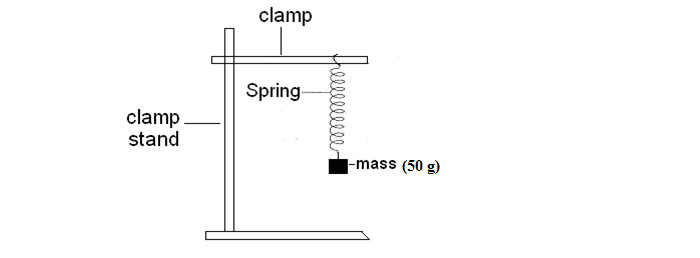 clamp
Spring
clamp
stand
mass (50 g)